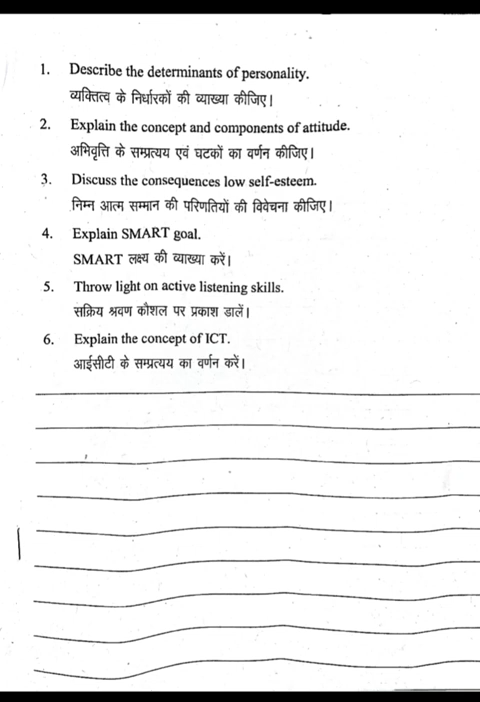 1. Describe the determinants of personality.
व्यक्तित्व के निर्धारकों की व्याख्या कीजिए।
2. Explain the concept and components of attitude.
अभिवृत्ति के सम्प्रत्यय एवं घटकों का वर्णन कीजिए।
3. Discuss the consequences low self-esteem.
निम्न आत्म सम्मान की परिणतियों की विवेचना कीजिए।
4. Explain SMART goal.
SMART लक्ष्य की व्याख्या करें।
5. Throw light on active listening skills.
सक्रिय श्रवण कौशल पर प्रकाश डालें।
6. Explain the concept of ICT.
आईसीटी के सम्प्रत्यय का वर्णन करें।